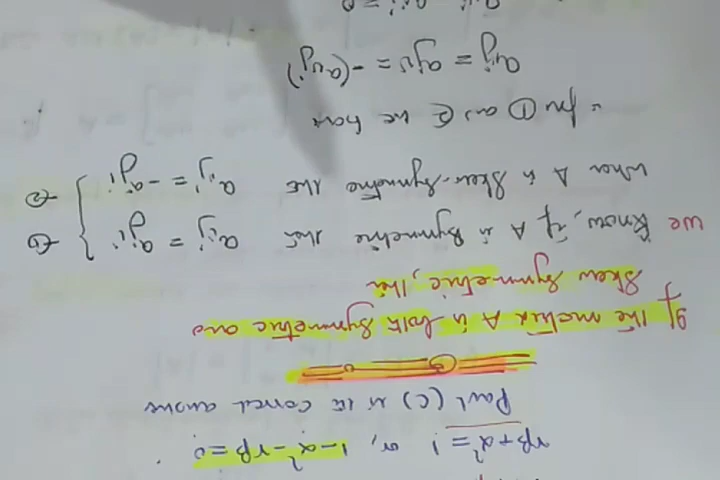 γβ+α² = 1 or, 1-α²-γβ=0
Part (C) is the correct answer
If the matrix A is both symmetric and
Skew symmetric, then
we know, if A is symmetric then aij = aji } ①
when A is skew-symmetric then aij = -aji } ②
① and ② we have
aij = aji = -(aij)